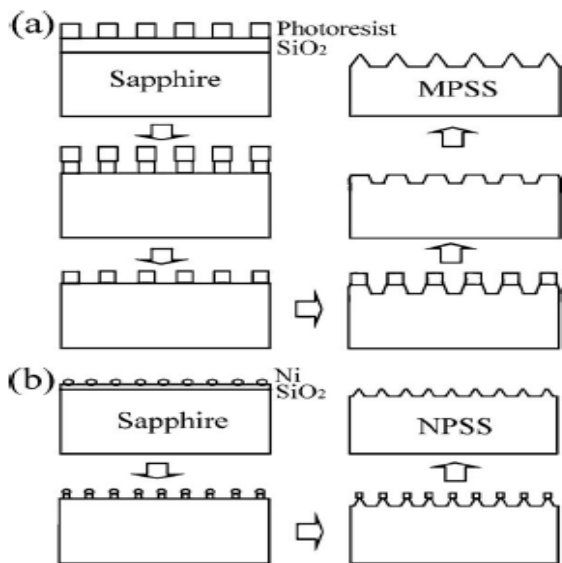 (a)
Photoresist
SiO₂
Sapphire
MPSS
(b)
Ni
SiO₂
Sapphire
NPSS